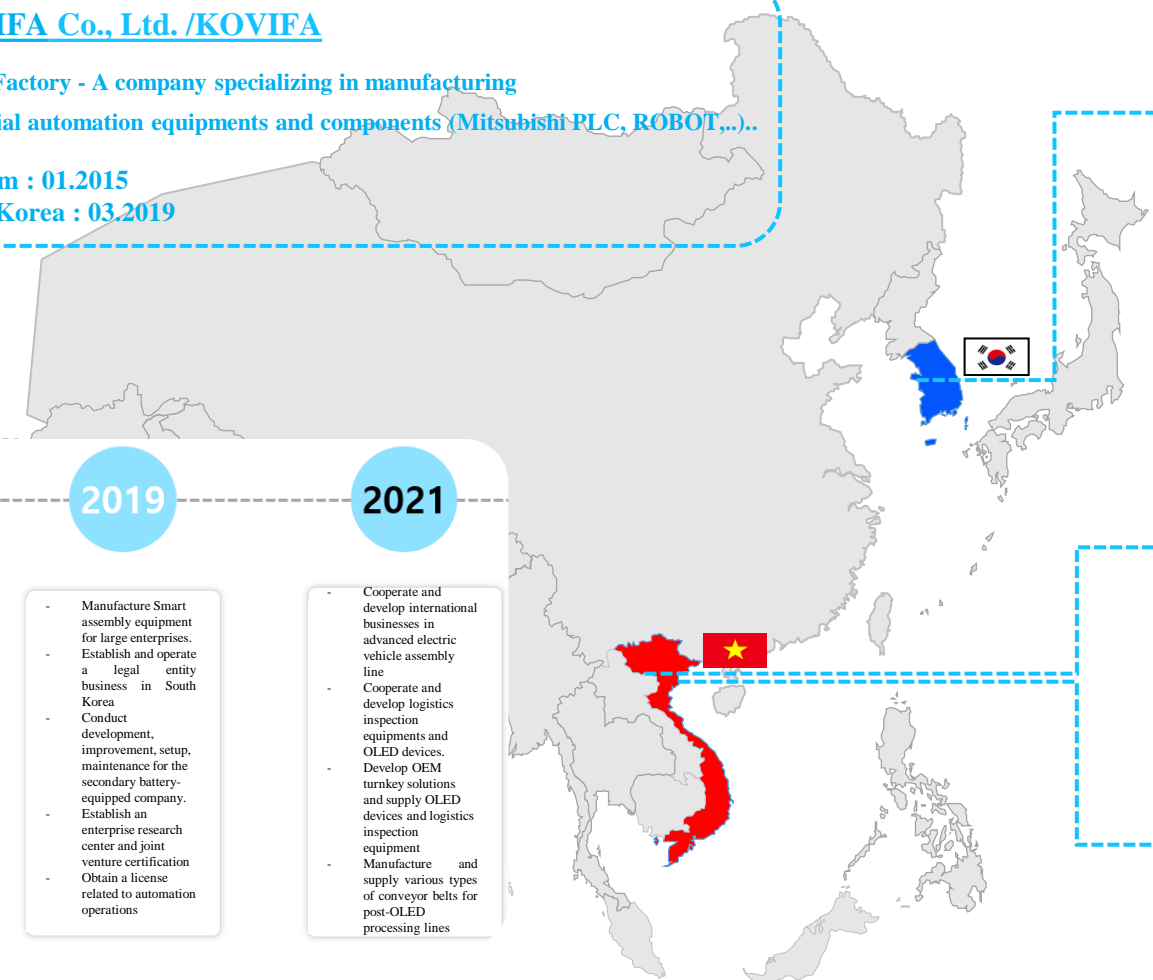 IFA Co., Ltd. /KOVIFA
Factory - A company specializing in manufacturing
ial automation equipments and components (Mitsubishi PLC, ROBOT,..)..
m : 01.2015
Korea : 03.2019
2019
- Manufacture Smart
assembly equipment
for large enterprises.
- Establish and operate
a legal entity
business in South
Korea
- Conduct
development,
improvement, setup,
maintenance for the
secondary battery-
equipped company.
- Establish an
enterprise research
center and joint
venture certification
- Obtain a license
related to automation
operations
2021
- Cooperate and
develop international
businesses in
advanced electric
vehicle assembly
line
- Cooperate and
develop logistics
inspection
equipments and
OLED devices.
- Develop OEM
turnkey solutions
and supply OLED
devices and logistics
inspection
equipment
- Manufacture and
supply various types
of conveyor belts for
post-OLED
processing lines